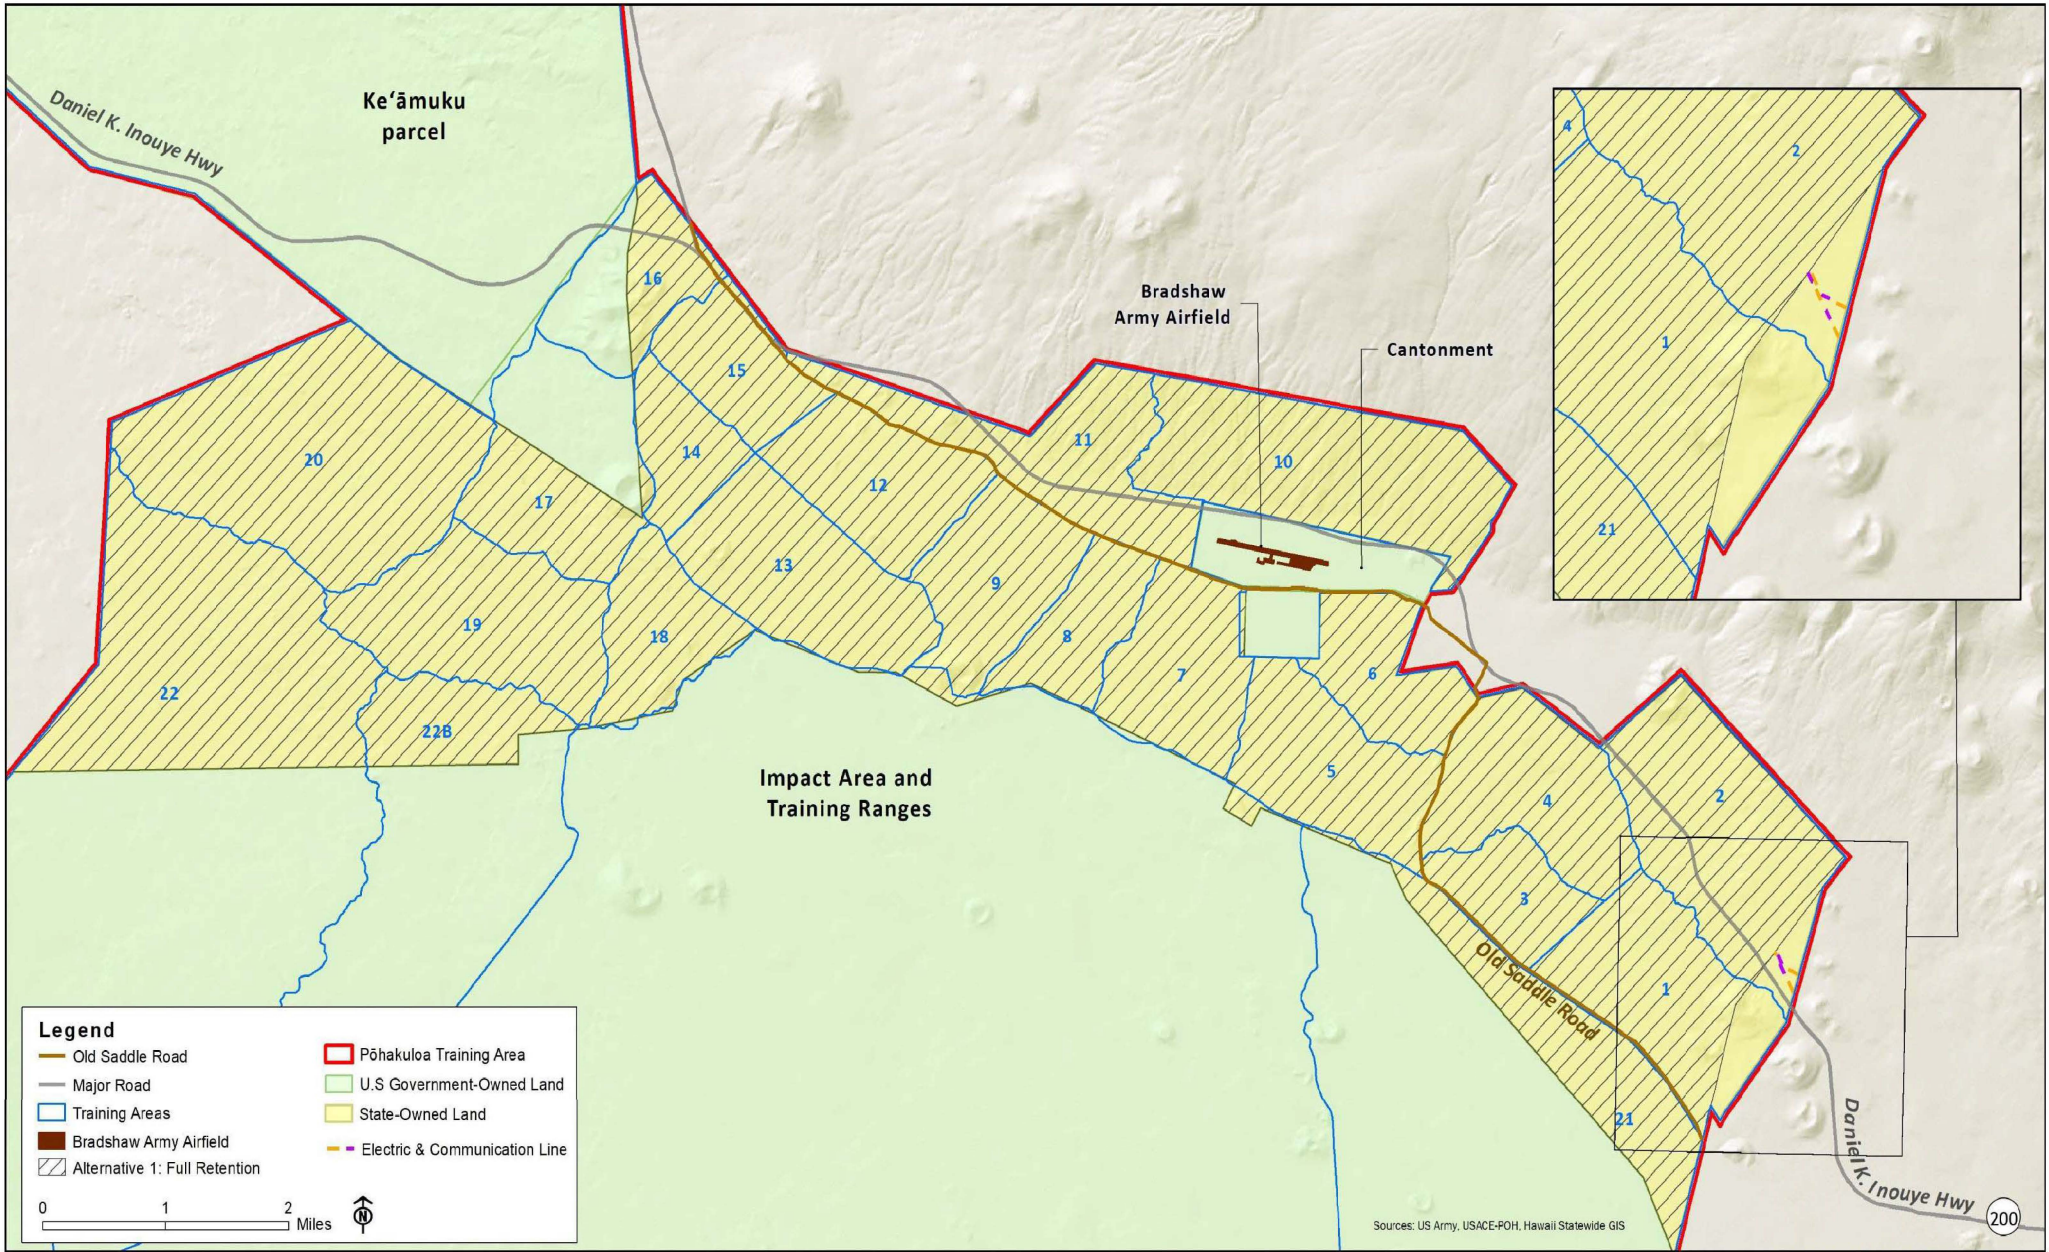 Keʻāmuku
parcel
Daniel K. Inouye Hwy
Bradshaw
Army Airfield
Cantonment
4
2
1
21
16
15
14
20
17
12
11
10
13
9
19
18
8
7
6
22
22B
5
4
2
3
1
21
Impact Area and
Training Ranges
Old Saddle Road
Daniel K. Inouye Hwy
200
Legend
Old Saddle Road
Major Road
Training Areas
Bradshaw Army Airfield
Alternative 1: Full Retention
Pōhakuloa Training Area
U.S Government-Owned Land
State-Owned Land
Electric & Communication Line
0 1 2
Miles
N
Sources: US Army, USACE-POH, Hawaii Statewide GIS